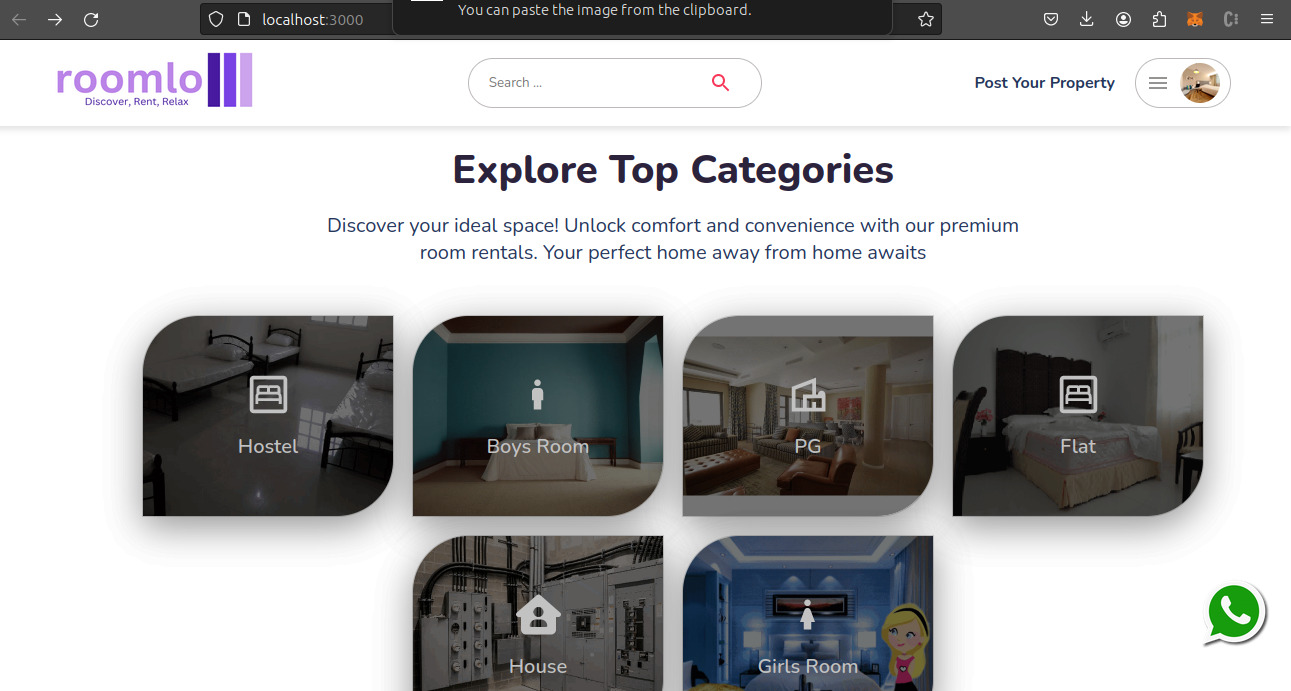 You can paste the image from the clipboard.
localhost:3000
roomlo
Discover, Rent, Relax
Search ...
Post Your Property
Explore Top Categories
Discover your ideal space! Unlock comfort and convenience with our premium
room rentals. Your perfect home away from home awaits
Hostel
Boys Room
PG
Flat
House
Girls Room